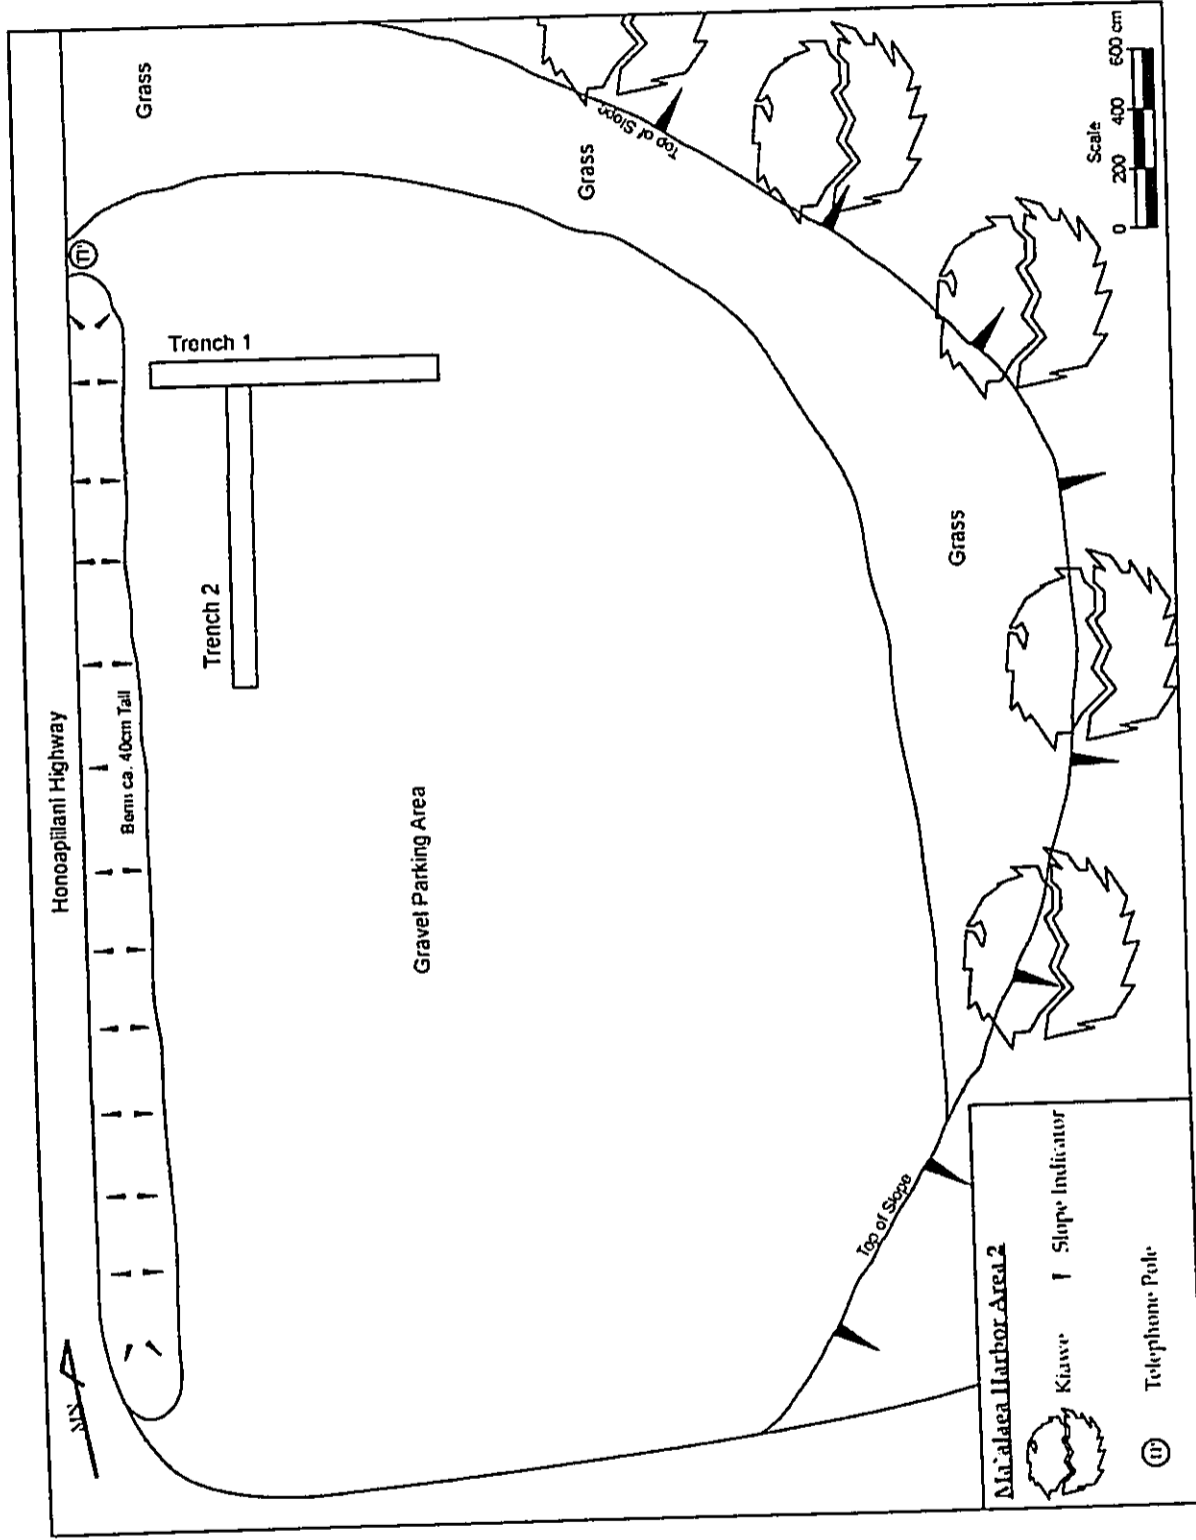 Honoapiilani Highway
MN
TP
Berm ca. 40cm Tall
Grass
Trench 1
Trench 2
Gravel Parking Area
Grass
Top of Slope
Top of Slope
Grass
Ma`alaea Harbor Area 2
Kiawe
Slope Indicator
TP
Telephone Pole
Scale
0 200 400 600 cm